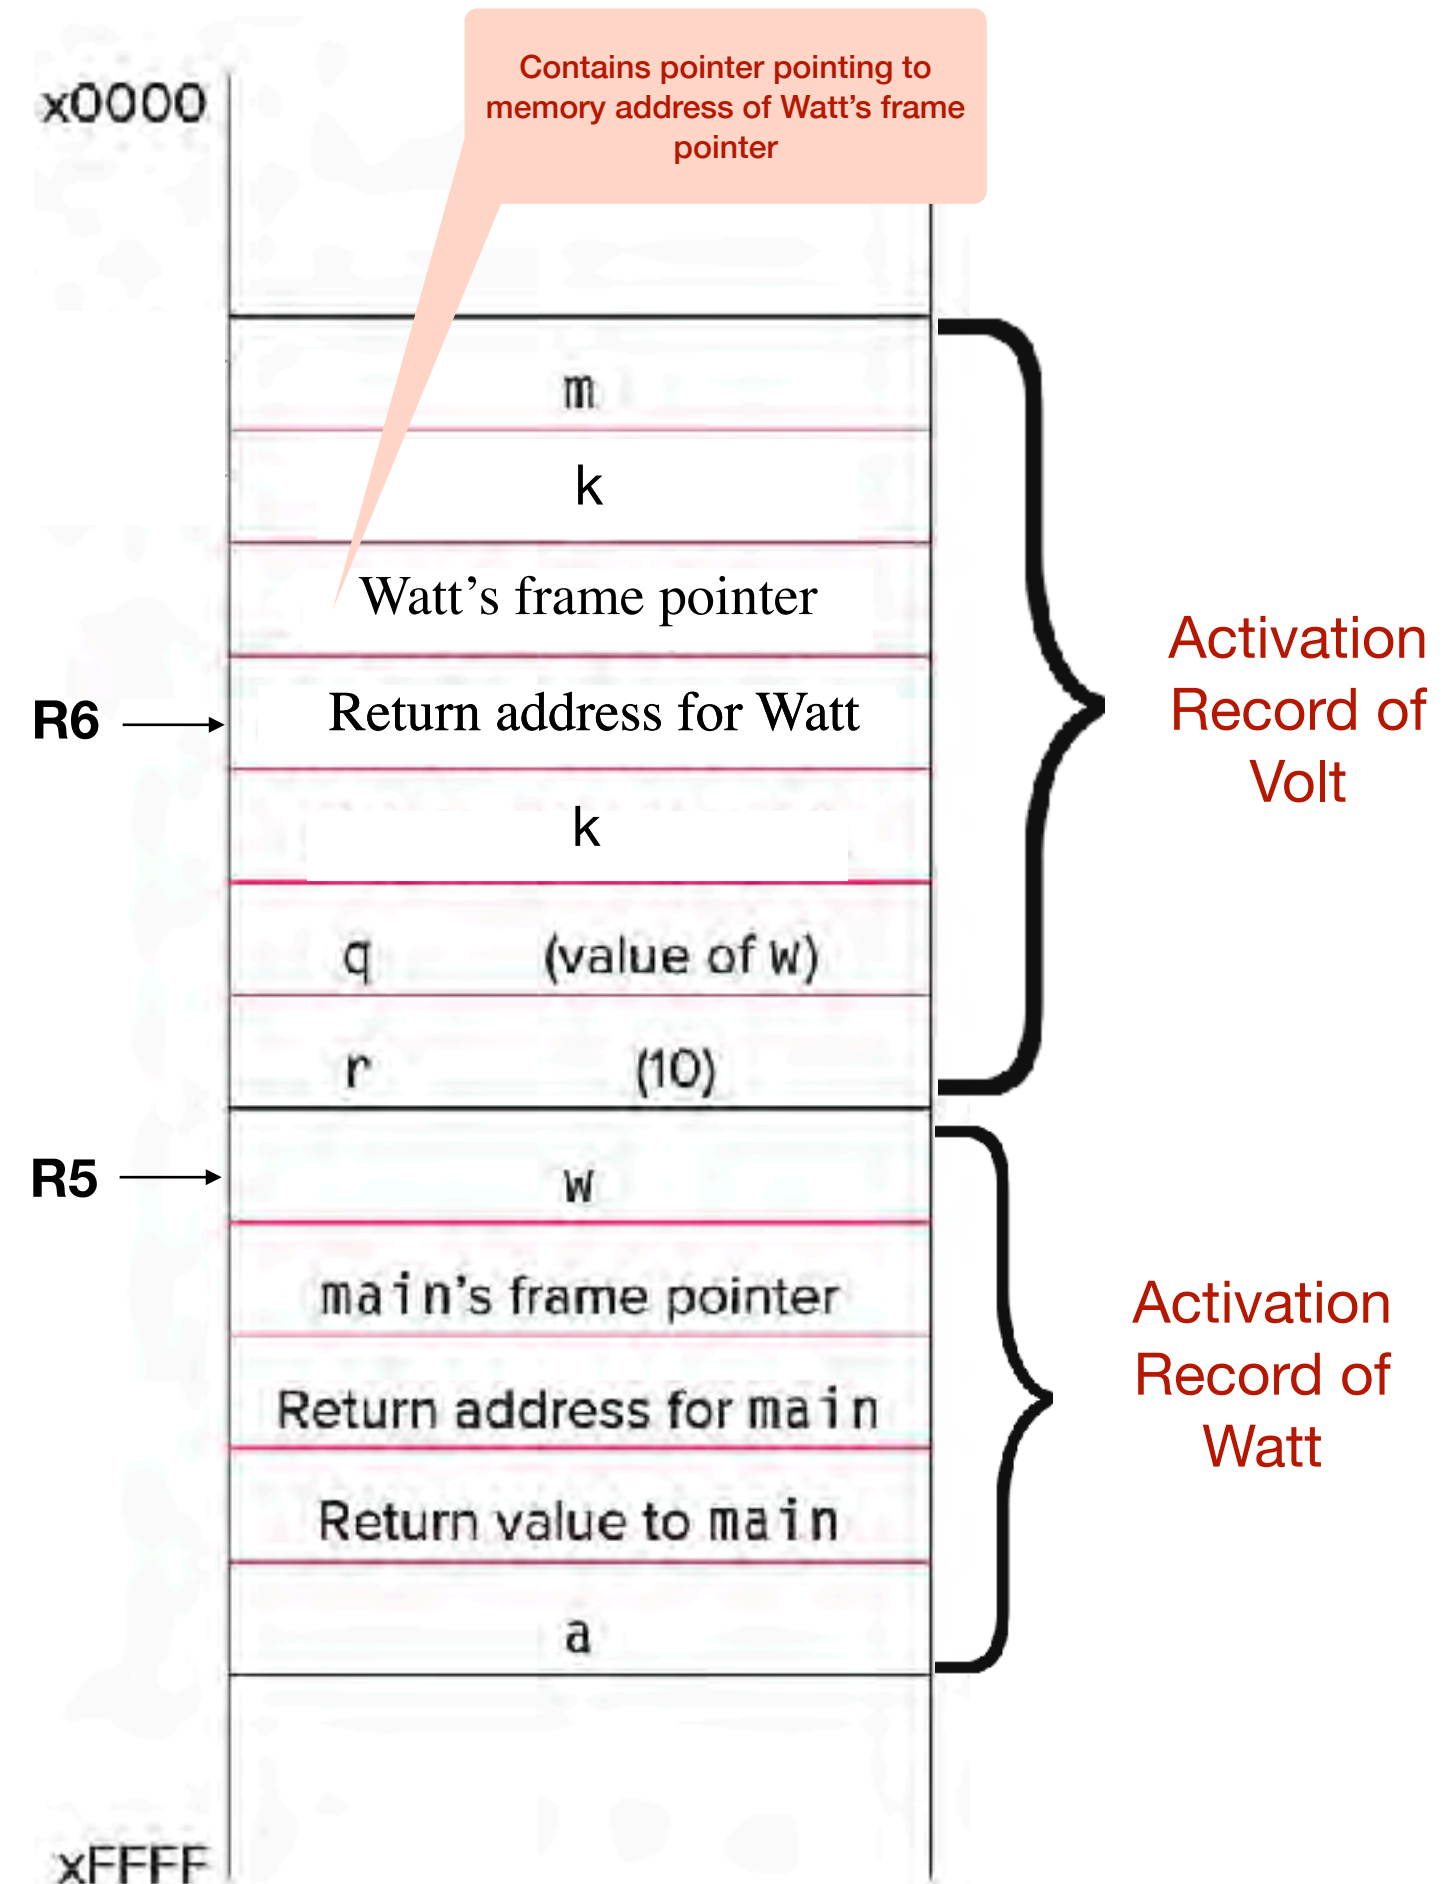 Contains pointer pointing to
memory address of Watt's frame
pointer
x0000
m
k
Watt's frame pointer
Return address for Watt
R6
k
q (value of w)
r (10)
Activation
Record of
Volt
R5
w
main's frame pointer
Return address for main
Return value to main
a
Activation
Record of
Watt
xFFFF